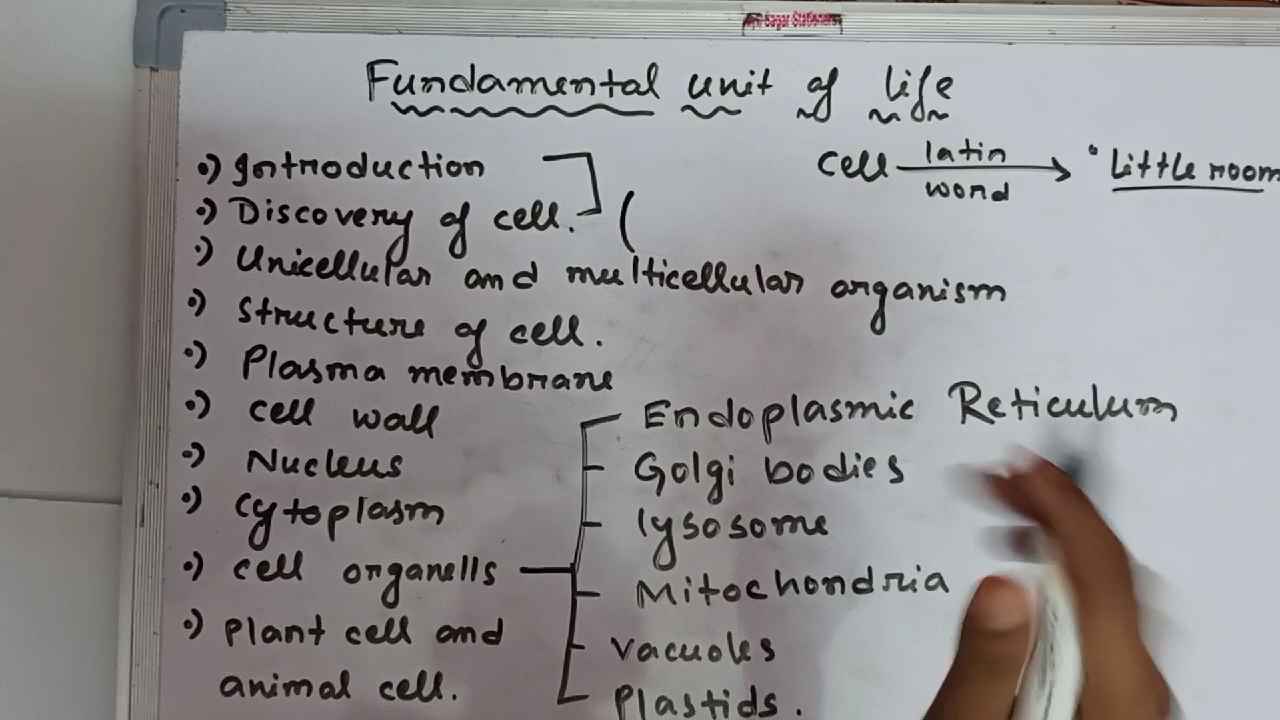 Sagar Stationers
Fundamental unit of life
•) Introduction
•) Discovery of cell. (
cell latin word → "Little room
•) Unicellular and multicellular organism
•) Structure of cell.
•) Plasma membrane
•) cell wall
•) Nucleus
•) Cytoplasm
•) cell organells
Endoplasmic Reticulum
Golgi bodies
lysosome
Mitochondria
vacuoles
Plastids.
•) plant cell and
animal cell.